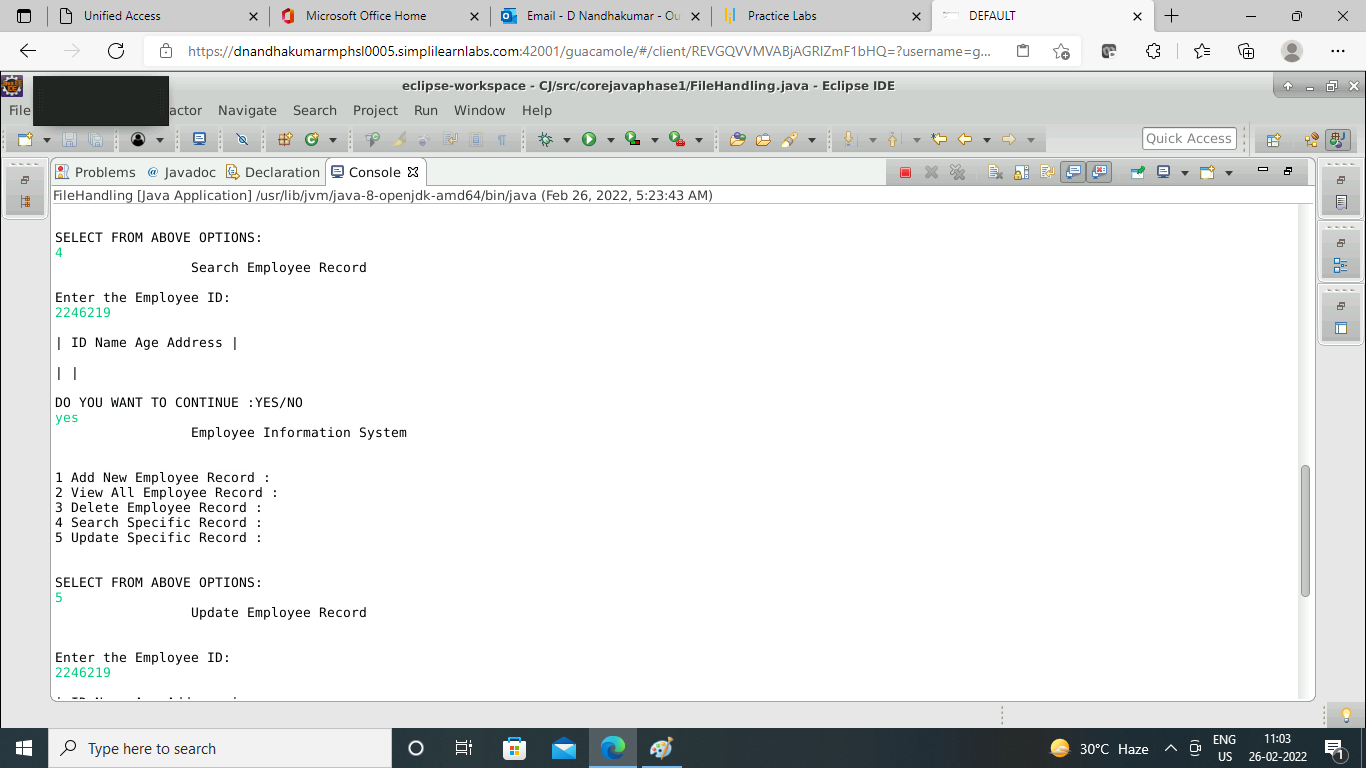 Unified Access
Microsoft Office Home
Email - D Nandhakumar - Ou
Practice Labs
DEFAULT
https://dnandhakumarmphsl0005.simplilearnlabs.com:42001/guacamole/#/client/REVGQVVMVABjAGRlZmF1bHQ=?username=g...
eclipse-workspace - CJ/src/corejavaphase1/FileHandling.java - Eclipse IDE
File actor Navigate Search Project Run Window Help
Quick Access
Problems @ Javadoc Declaration Console
FileHandling [Java Application] /usr/lib/jvm/java-8-openjdk-amd64/bin/java (Feb 26, 2022, 5:23:43 AM)
SELECT FROM ABOVE OPTIONS:
4
Search Employee Record
Enter the Employee ID:
2246219
| ID Name Age Address |
| |
DO YOU WANT TO CONTINUE :YES/NO
yes
Employee Information System
1 Add New Employee Record :
2 View All Employee Record :
3 Delete Employee Record :
4 Search Specific Record :
5 Update Specific Record :
SELECT FROM ABOVE OPTIONS:
5
Update Employee Record
Enter the Employee ID:
2246219
Type here to search
30°C Haze
ENG
US
11:03
26-02-2022
1